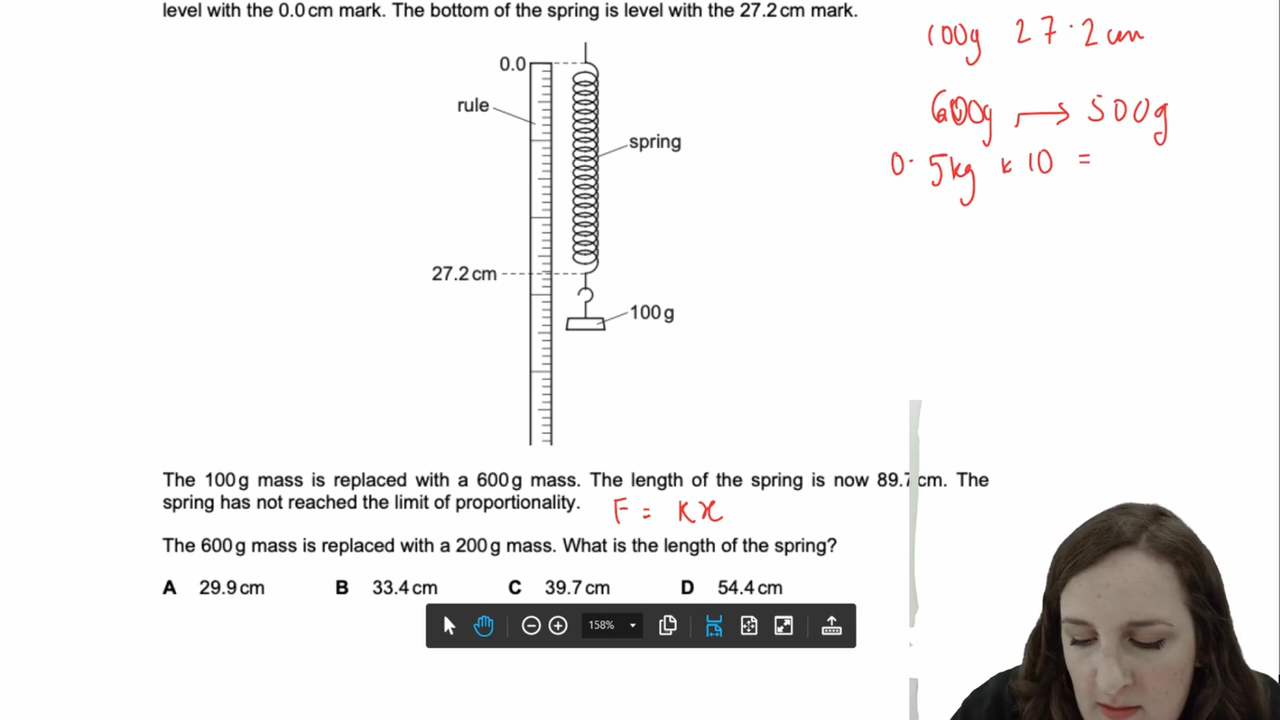 level with the 0.0 cm mark. The bottom of the spring is level with the 27.2 cm mark.
100g 27.2 cm
0.0
rule
600g → 500g
spring
0.5kg x 10 =
27.2 cm
100 g
The 100 g mass is replaced with a 600 g mass. The length of the spring is now 89.7 cm. The
spring has not reached the limit of proportionality. F = Kx
The 600 g mass is replaced with a 200 g mass. What is the length of the spring?
A 29.9 cm B 33.4 cm C 39.7 cm D 54.4 cm
158%